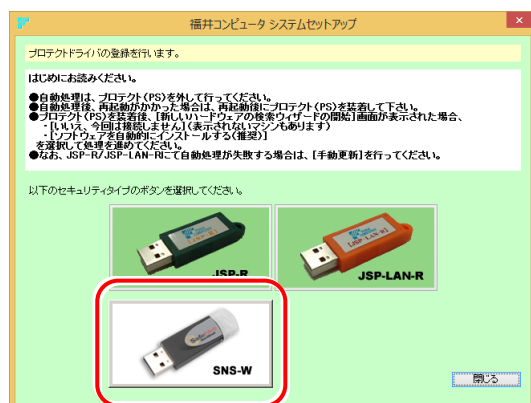 福井コンピュータ システムセットアップ
プロテクトドライバの登録を行います。
はじめにお読みください。
●自動処理は、プロテクト(PS)を外して行ってください。
●自動処理後、再起動がかかった場合は、再起動後にプロテクト(PS)を装着して下さい。
●プロテクト(PS)を装着後、[新しいハードウェアの検索ウィザードの開始]画面が表示された場合、
・[いいえ、今回は接続しません](表示されないマシンもあります)
・[ソフトウェアを自動的にインストールする(推奨)]
を選択して処理を進めてください。
●なお、JSP-R/JSP-LAN-Rにて自動処理が失敗する場合は、[手動更新]を行ってください。
以下のセキュリティタイプのボタンを選択してください。
[JSP-R]
JSP-R
[JSP-LAN-R]
JSP-LAN-R
SNS-W
閉じる